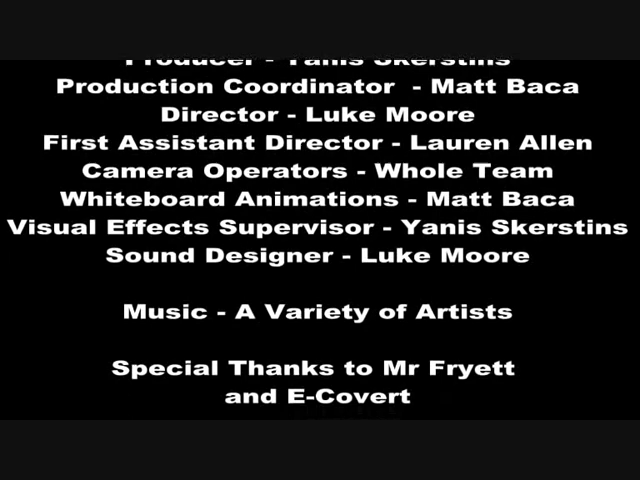 Producer - Yanis Skerstins
Production Coordinator  - Matt Baca
Director - Luke Moore
First Assistant Director - Lauren Allen
Camera Operators - Whole Team
Whiteboard Animations - Matt Baca
Visual Effects Supervisor - Yanis Skerstins
Sound Designer - Luke Moore
Music - A Variety of Artists
Special Thanks to Mr Fryett
and E-Covert